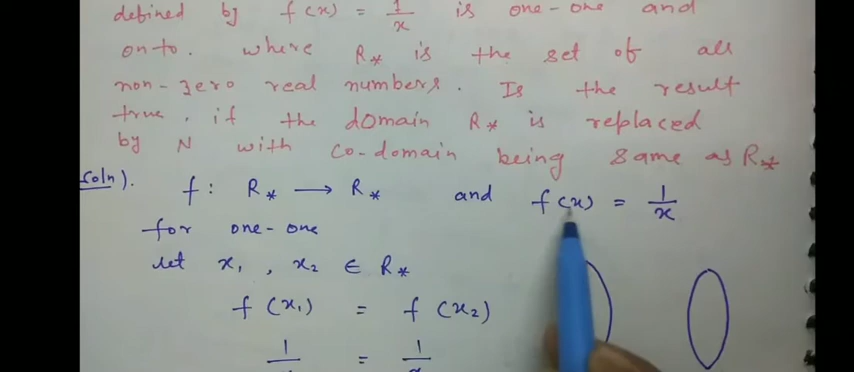 defined by f(x) = 1/x is one-one and
onto. where R* is the set of all
non-zero real numbers. Is the result
true, if the domain R* is replaced
by N with co-domain being same as R*
Soln). f: R* → R* and f(x) = 1/x
for one-one
let x₁, x₂ ∈ R*
f(x₁) = f(x₂)
1 = 1